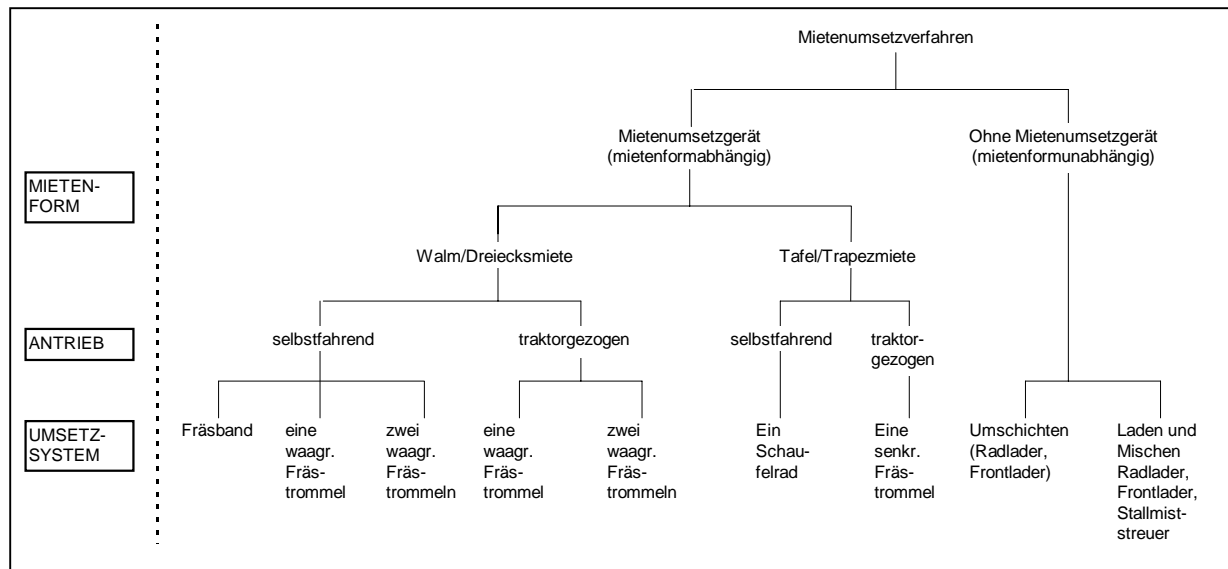 Mietenumsetzverfahren
Mietenumsetzgerät
(mietenformabhängig)
Ohne Mietenumsetzgerät
(mietenformunabhängig)
MIETEN-
FORM
Walm/Dreiecksmiete
Tafel/Trapezmiete
ANTRIEB
selbstfahrend
traktorgezogen
selbstfahrend
traktor-
gezogen
UMSETZ-
SYSTEM
Fräsband
eine
waagr.
Fräs-
trommel
zwei
waagr.
Fräs-
trommeln
eine
waagr.
Fräs-
trommel
zwei
waagr.
Fräs-
trommeln
Ein
Schau-
felrad
Eine
senkr.
Fräs-
trommel
Umschichten
(Radlader,
Frontlader)
Laden und
Mischen
Radlader,
Frontlader,
Stallmist-
streuer